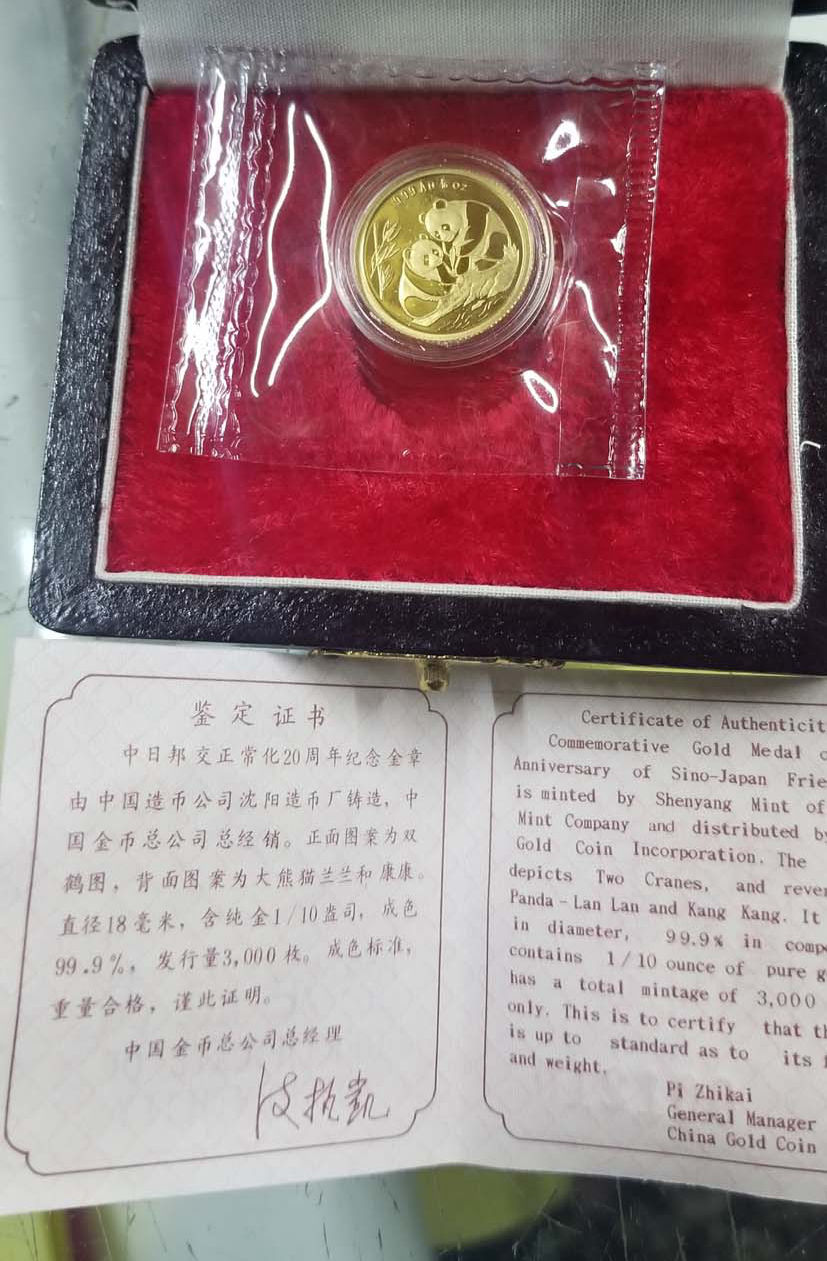 .999 Au 1/10 oz
鉴定证书
中日邦交正常化20周年纪念金章
由中国造币公司沈阳造币厂铸造，中
国金币总公司总经销。正面图案为双
鹤图，背面图案为大熊猫兰兰和康康。
直径18毫米，含纯金1/10盎司，成色
99.9%，发行量3,000枚。成色标准，
重量合格，谨此证明。
中国金币总公司总经理
Certificate of
Commemorative Gold Medal
Anniversary of Sino-Japan
is minted by Shenyang Mint of
Mint Company and distributed
Gold Coin Incorporation. The
depicts Two Cranes, and
Panda-Lan Lan and Kang Kang. It
in diameter, 99.9% in
contains 1/10 ounce of pure
has a total mintage of 3,000
only. This is to certify that
is up to standard as to its
and weight.
Pi Zhikai
General Manager
China Gold Coin